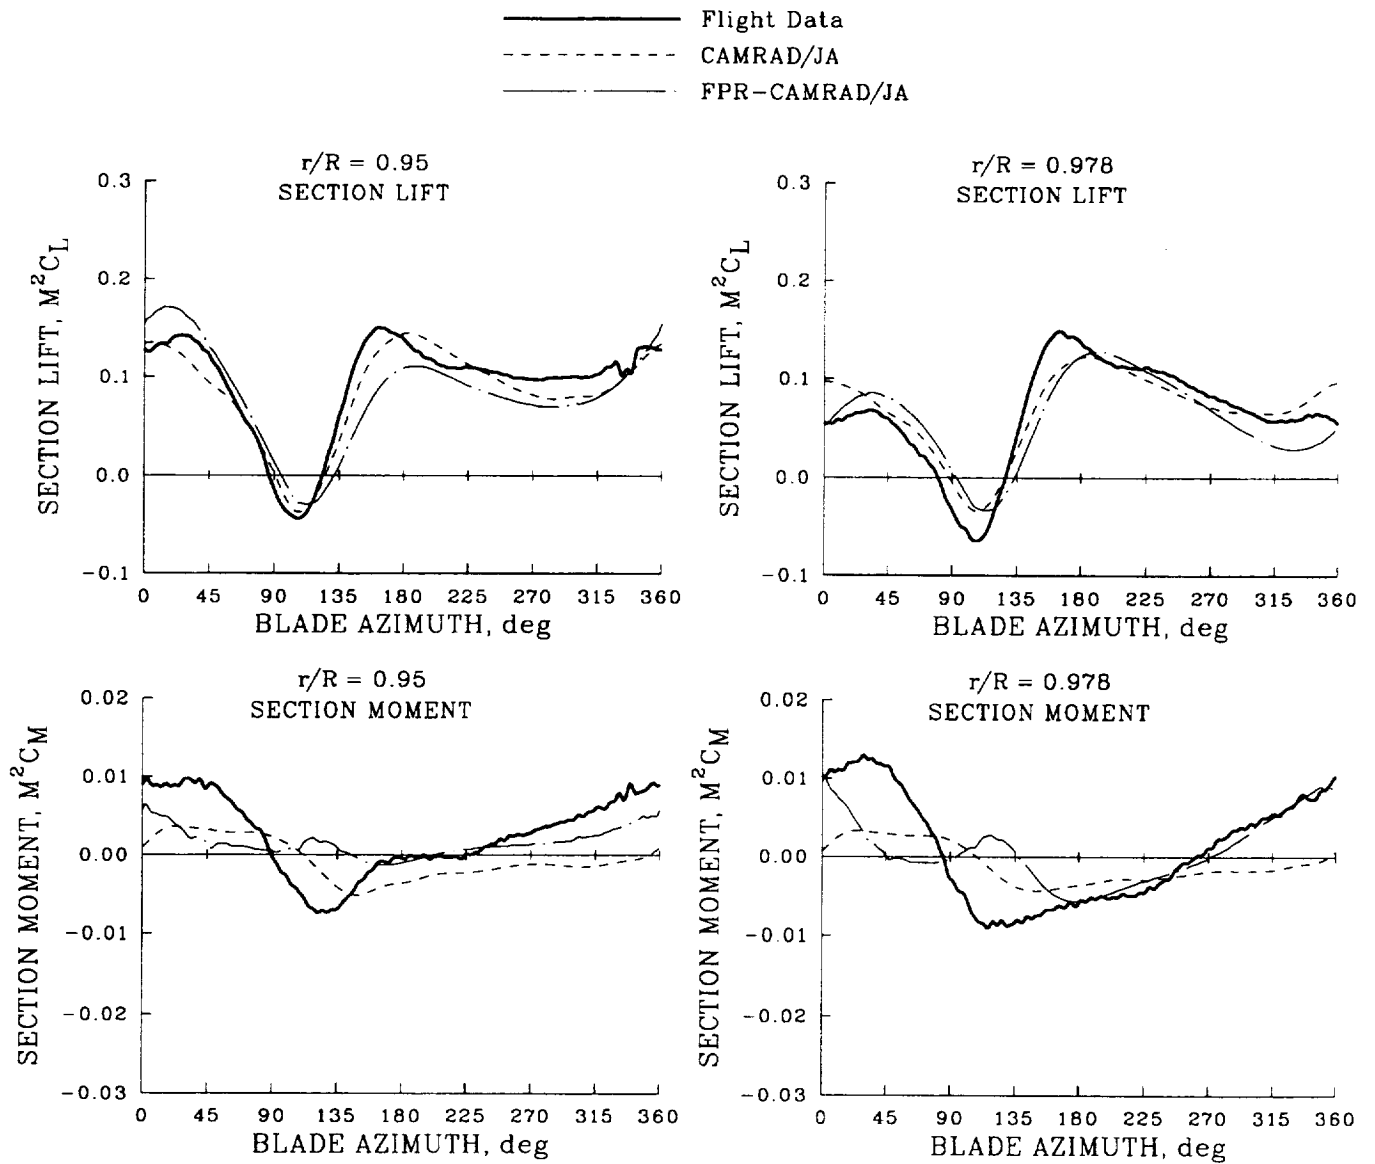 Flight Data
CAMRAD/JA
FPR-CAMRAD/JA
r/R = 0.95
SECTION LIFT
SECTION LIFT, M²C_L
0.3
0.2
0.1
0.0
-0.1
0 45 90 135 180 225 270 315 360
BLADE AZIMUTH, deg
r/R = 0.978
SECTION LIFT
SECTION LIFT, M²C_L
0.3
0.2
0.1
0.0
-0.1
0 45 90 135 180 225 270 315 360
BLADE AZIMUTH, deg
r/R = 0.95
SECTION MOMENT
SECTION MOMENT, M²C_M
0.02
0.01
0.00
-0.01
-0.02
-0.03
0 45 90 135 180 225 270 315 360
BLADE AZIMUTH, deg
r/R = 0.978
SECTION MOMENT
SECTION MOMENT, M²C_M
0.02
0.01
0.00
-0.01
-0.02
-0.03
0 45 90 135 180 225 270 315 360
BLADE AZIMUTH, deg